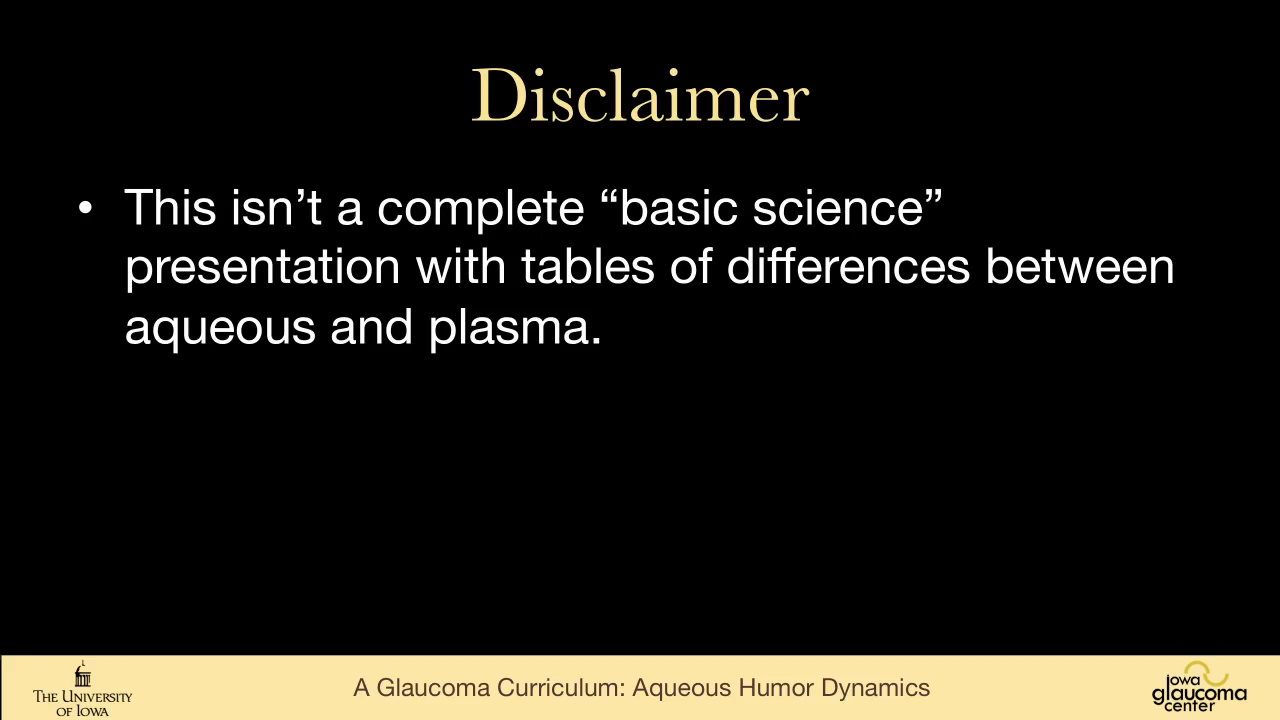 Disclaimer
• This isn’t a complete “basic science”
presentation with tables of differences between
aqueous and plasma.
THE UNIVERSITY
OF IOWA
A Glaucoma Curriculum: Aqueous Humor Dynamics
iowa
glaucoma
center